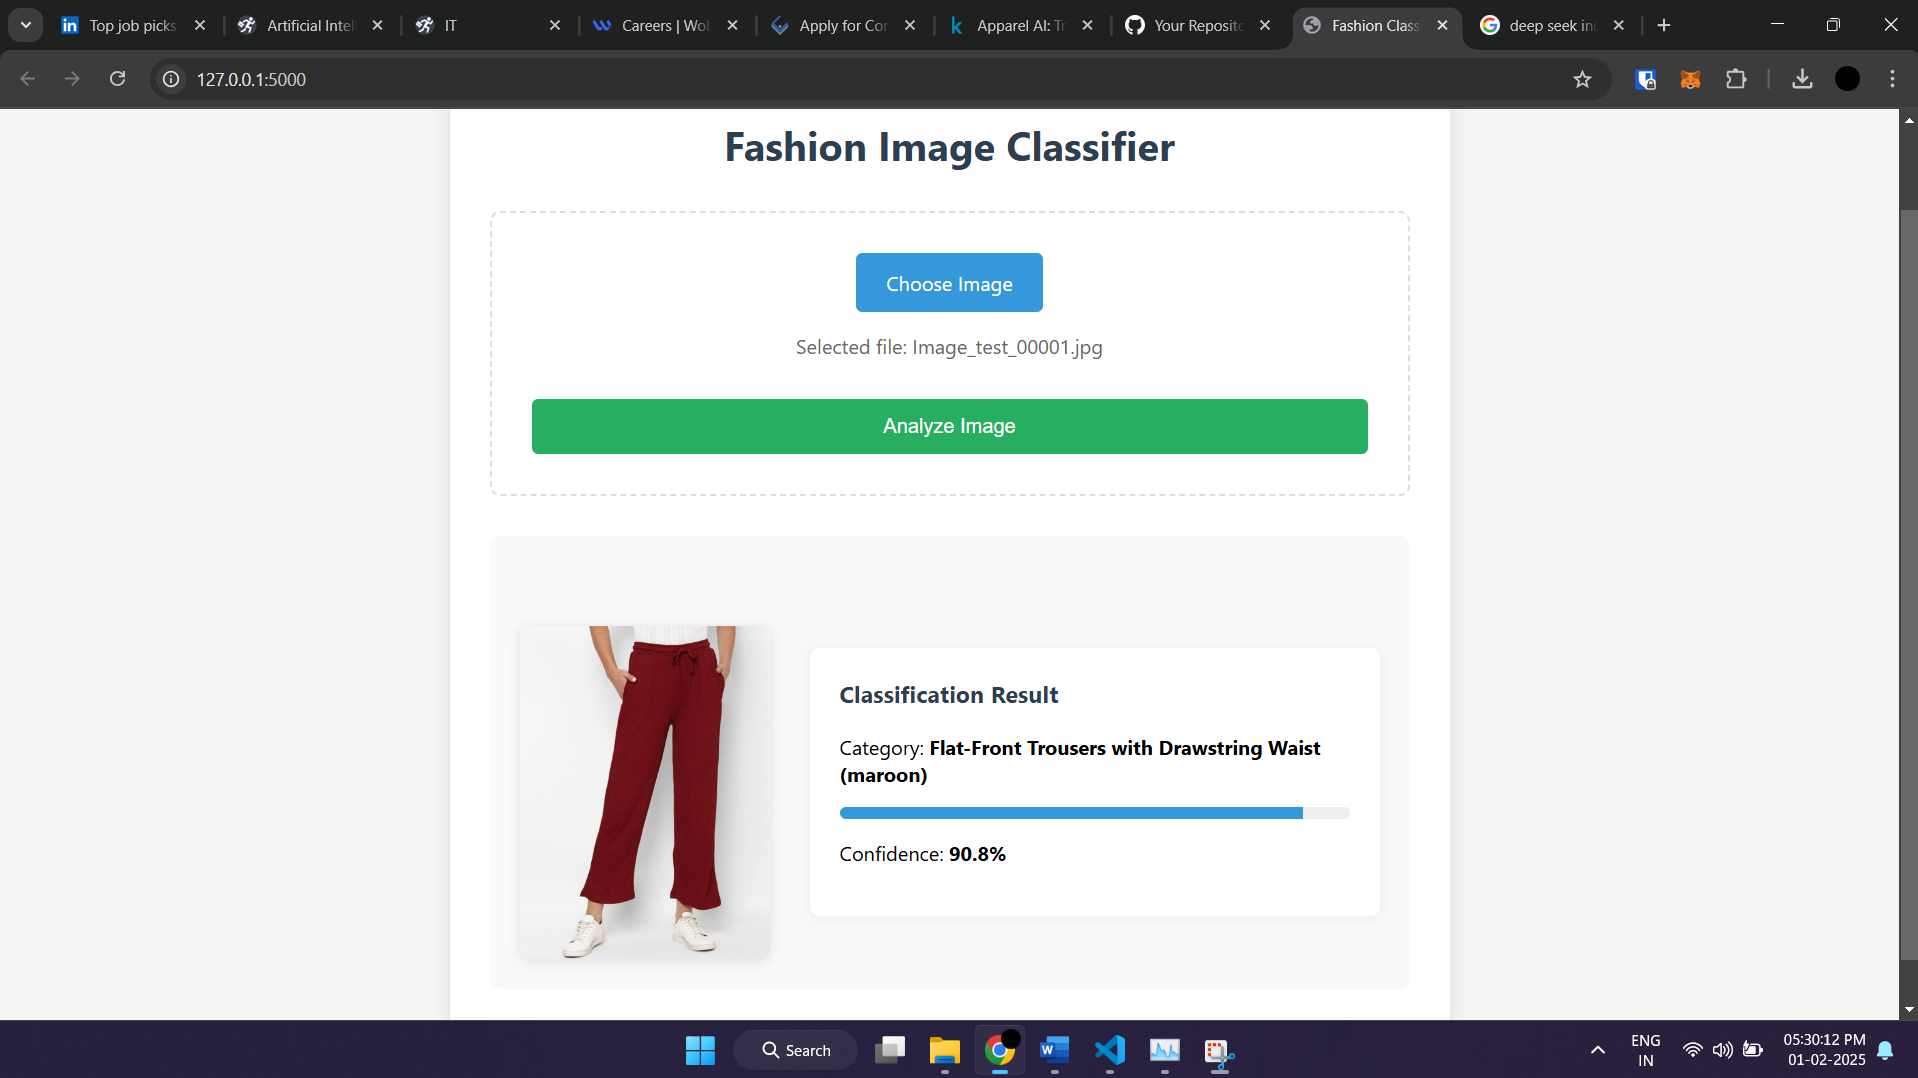 Top job picks
Artificial Intel
IT
Careers | Wob
Apply for Cor
Apparel AI: Tr
Your Reposito
Fashion Class
deep seek inc
127.0.0.1:5000
Fashion Image Classifier
Choose Image
Selected file: Image_test_00001.jpg
Analyze Image
Classification Result
Category: Flat-Front Trousers with Drawstring Waist
(maroon)
Confidence: 90.8%
Search
ENG
IN
05:30:12 PM
01-02-2025